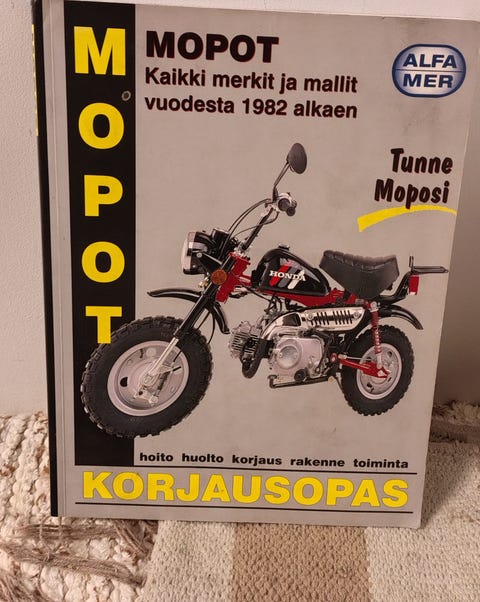 MOPOT
MOPOT
Kaikki merkit ja mallit
vuodesta 1982 alkaen
ALFA
MER
Tunne
Moposi
HONDA
hoito huolto korjaus rakenne toiminta
KORJAUSOPAS